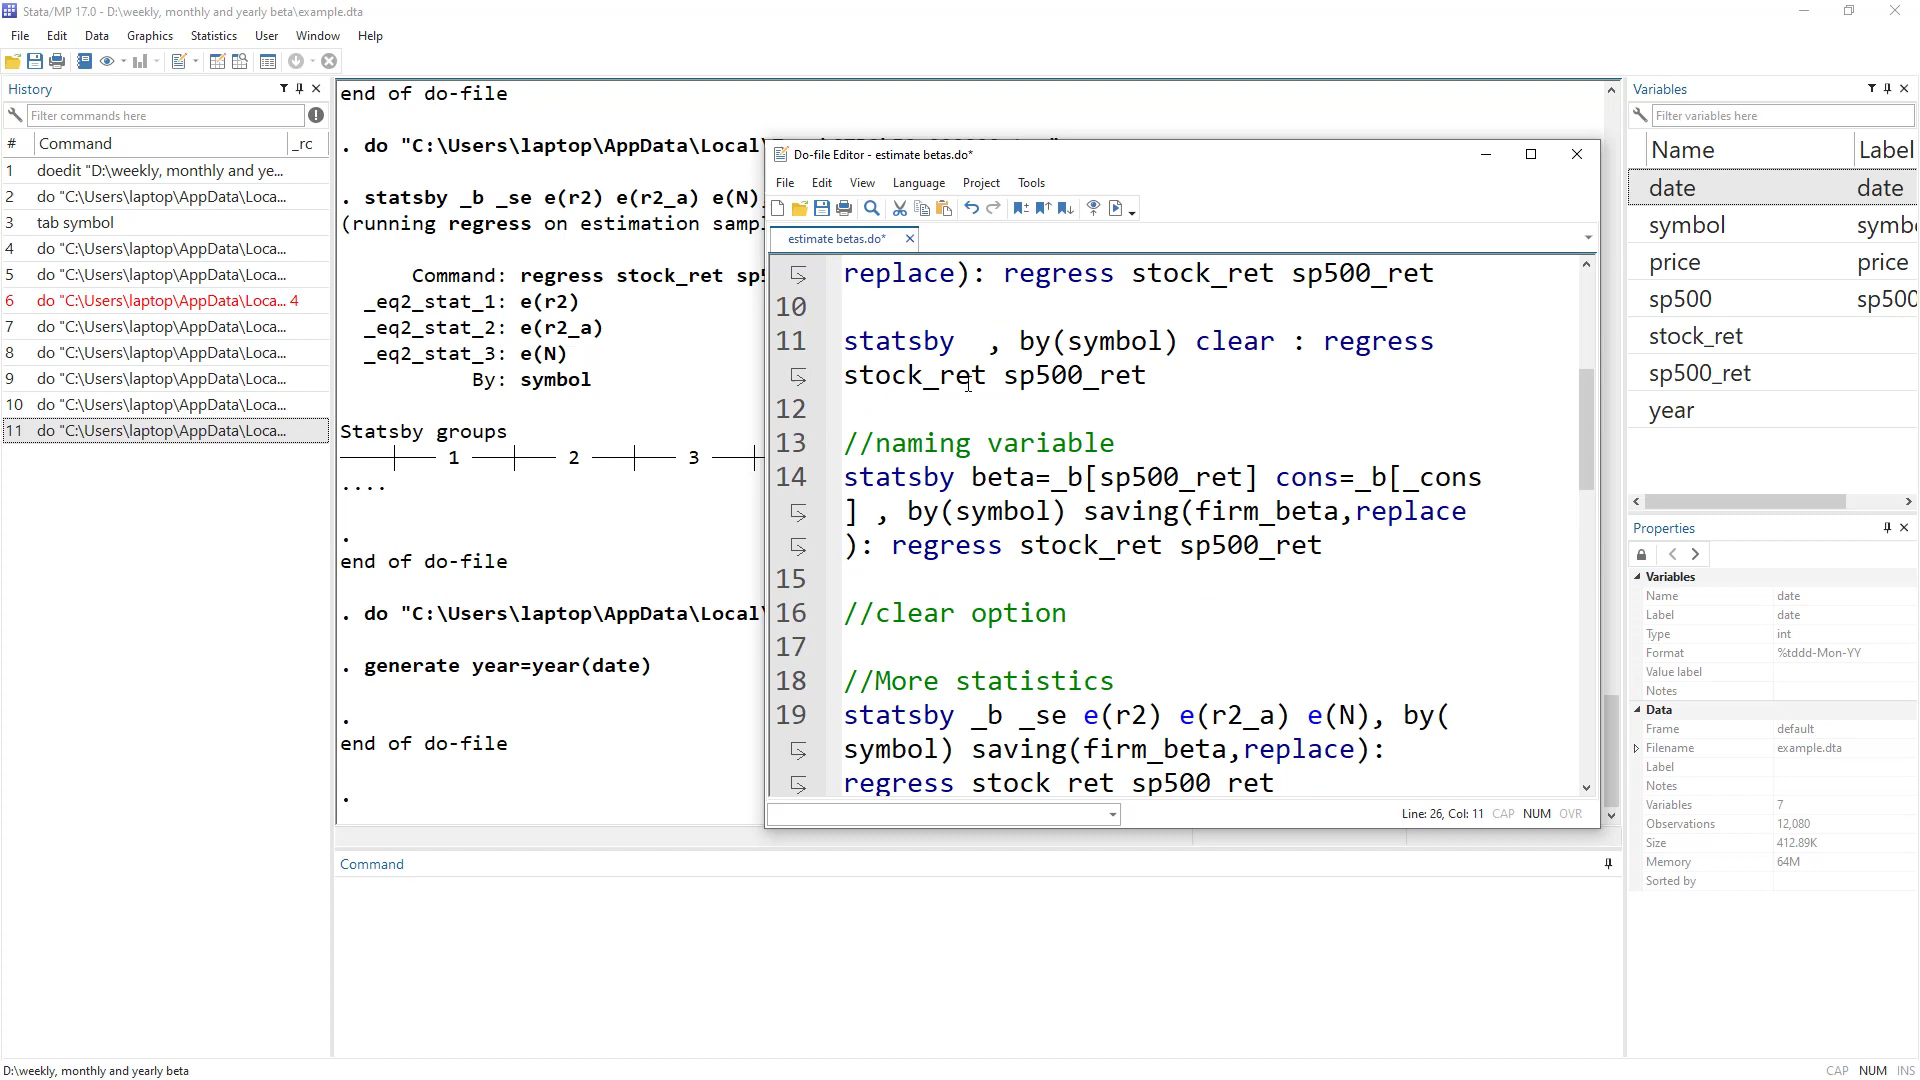 Stata/MP 17.0 - D:\weekly, monthly and yearly beta\example.dta
File Edit Data Graphics Statistics User Window Help
History
Filter commands here
# Command _rc
1 doedit "D:\weekly, monthly and ye...
2 do "C:\Users\laptop\AppData\Loca...
3 tab symbol
4 do "C:\Users\laptop\AppData\Loca...
5 do "C:\Users\laptop\AppData\Loca...
6 do "C:\Users\laptop\AppData\Loca... 4
7 do "C:\Users\laptop\AppData\Loca...
8 do "C:\Users\laptop\AppData\Loca...
9 do "C:\Users\laptop\AppData\Loca...
10 do "C:\Users\laptop\AppData\Loca...
11 do "C:\Users\laptop\AppData\Loca...
end of do-file
. do "C:\Users\laptop\AppData\Local\
. statsby _b _se e(r2) e(r2_a) e(N)
(running regress on estimation samp
Command: regress stock_ret sp5
_eq2_stat_1: e(r2)
_eq2_stat_2: e(r2_a)
_eq2_stat_3: e(N)
By: symbol
Statsby groups
1 2 3
....
.
end of do-file
. do "C:\Users\laptop\AppData\Local\
. generate year=year(date)
.
end of do-file
.
Do-file Editor - estimate betas.do*
File Edit View Language Project Tools
estimate betas.do*
replace): regress stock_ret sp500_ret
10
11 statsby , by(symbol) clear : regress
stock_ret sp500_ret
12
13 //naming variable
14 statsby beta=_b[sp500_ret] cons=_b[_cons
] , by(symbol) saving(firm_beta,replace
): regress stock_ret sp500_ret
15
16 //clear option
17
18 //More statistics
19 statsby _b _se e(r2) e(r2_a) e(N), by(
symbol) saving(firm_beta,replace):
regress stock_ret sp500_ret
Line: 26, Col: 11 CAP NUM OVR
Command
Variables
Filter variables here
Name Label
date date
symbol symb
price price
sp500 sp500
stock_ret
sp500_ret
year
Properties
Variables
Name date
Label date
Type int
Format %tddd-Mon-YY
Value label
Notes
Data
Frame default
Filename example.dta
Label
Notes
Variables 7
Observations 12,080
Size 412.89K
Memory 64M
Sorted by
D:\weekly, monthly and yearly beta
CAP NUM INS